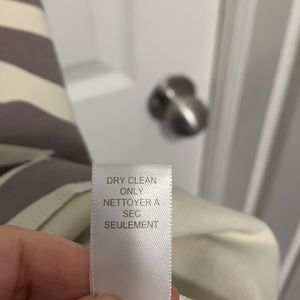 DRY CLEAN
ONLY
NETTOYER À
SEC
SEULEMENT